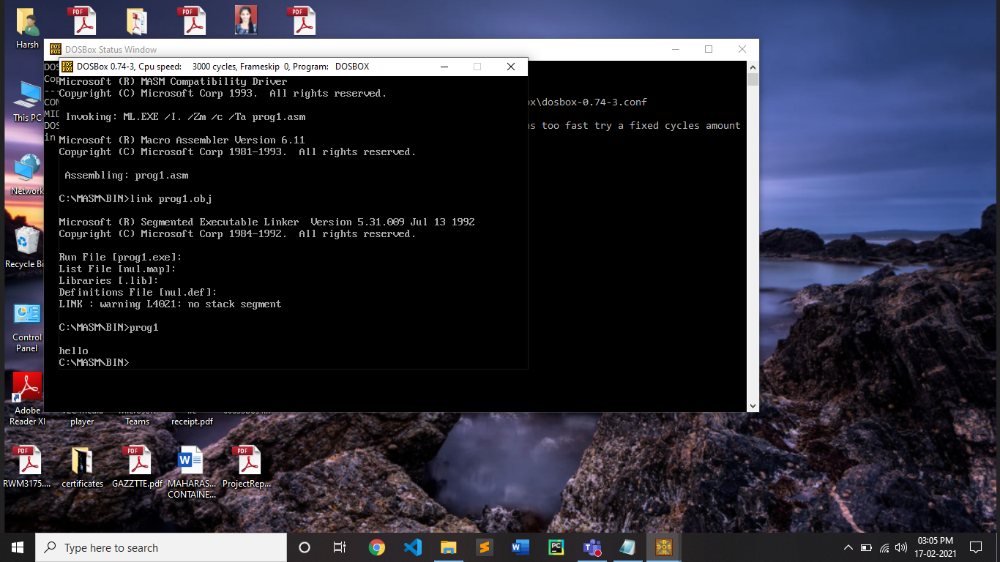 Harsh
This PC
Network
Recycle Bi
Control
Panel
Adobe
Reader XI
player
Teams
receipt.pdf
RWM3175....
certificates
GAZZTTE.pdf
MAHARAS...
CONTAINE...
ProjectRep...
DOSBox Status Window
DOS
Cop
---
CON
MID
DOS
in
ox\dosbox-0.74-3.conf
ns too fast try a fixed cycles amount
DOSBox 0.74-3, Cpu speed: 3000 cycles, Frameskip 0, Program: DOSBOX
Microsoft (R) MASM Compatibility Driver
Copyright (C) Microsoft Corp 1993. All rights reserved.
Invoking: ML.EXE /I. /Zm /c /Ta prog1.asm
Microsoft (R) Macro Assembler Version 6.11
Copyright (C) Microsoft Corp 1981-1993. All rights reserved.
Assembling: prog1.asm
C:\MASM\BIN>link prog1.obj
Microsoft (R) Segmented Executable Linker Version 5.31.009 Jul 13 1992
Copyright (C) Microsoft Corp 1984-1992. All rights reserved.
Run File [prog1.exe]:
List File [nul.map]:
Libraries [.lib]:
Definitions File [nul.def]:
LINK : warning L4021: no stack segment
C:\MASM\BIN>prog1
hello
C:\MASM\BIN>
Type here to search
03:05 PM
17-02-2021